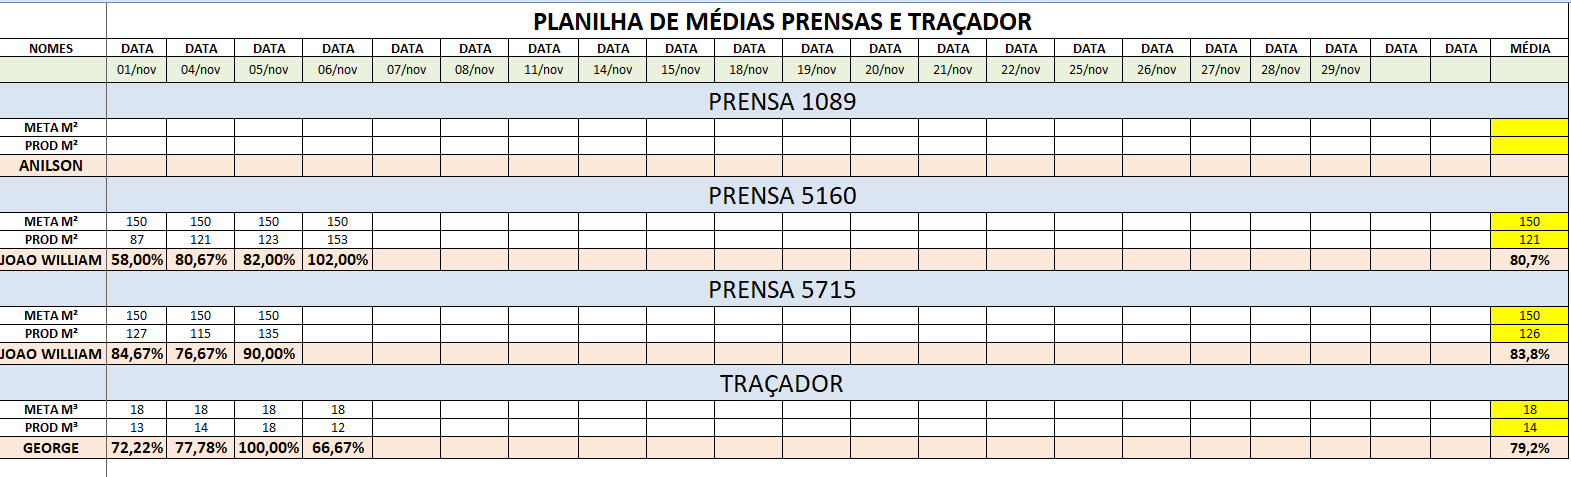 PLANILHA DE MÉDIAS PRENSAS E TRAÇADOR
NOMES DATA DATA DATA DATA DATA DATA DATA DATA DATA DATA DATA DATA DATA DATA DATA DATA DATA DATA DATA DATA DATA MÉDIA
01/nov 04/nov 05/nov 06/nov 07/nov 08/nov 11/nov 14/nov 15/nov 18/nov 19/nov 20/nov 21/nov 22/nov 25/nov 26/nov 27/nov 28/nov 29/nov
PRENSA 1089
META M²
PROD M²
ANILSON
PRENSA 5160
META M² 150 150 150 150 150
PROD M² 87 121 123 153 121
JOAO WILLIAM 58,00% 80,67% 82,00% 102,00% 80,7%
PRENSA 5715
META M² 150 150 150 150
PROD M² 127 115 135 126
JOAO WILLIAM 84,67% 76,67% 90,00% 83,8%
TRAÇADOR
META M³ 18 18 18 18 18
PROD M³ 13 14 18 12 14
GEORGE 72,22% 77,78% 100,00% 66,67% 79,2%